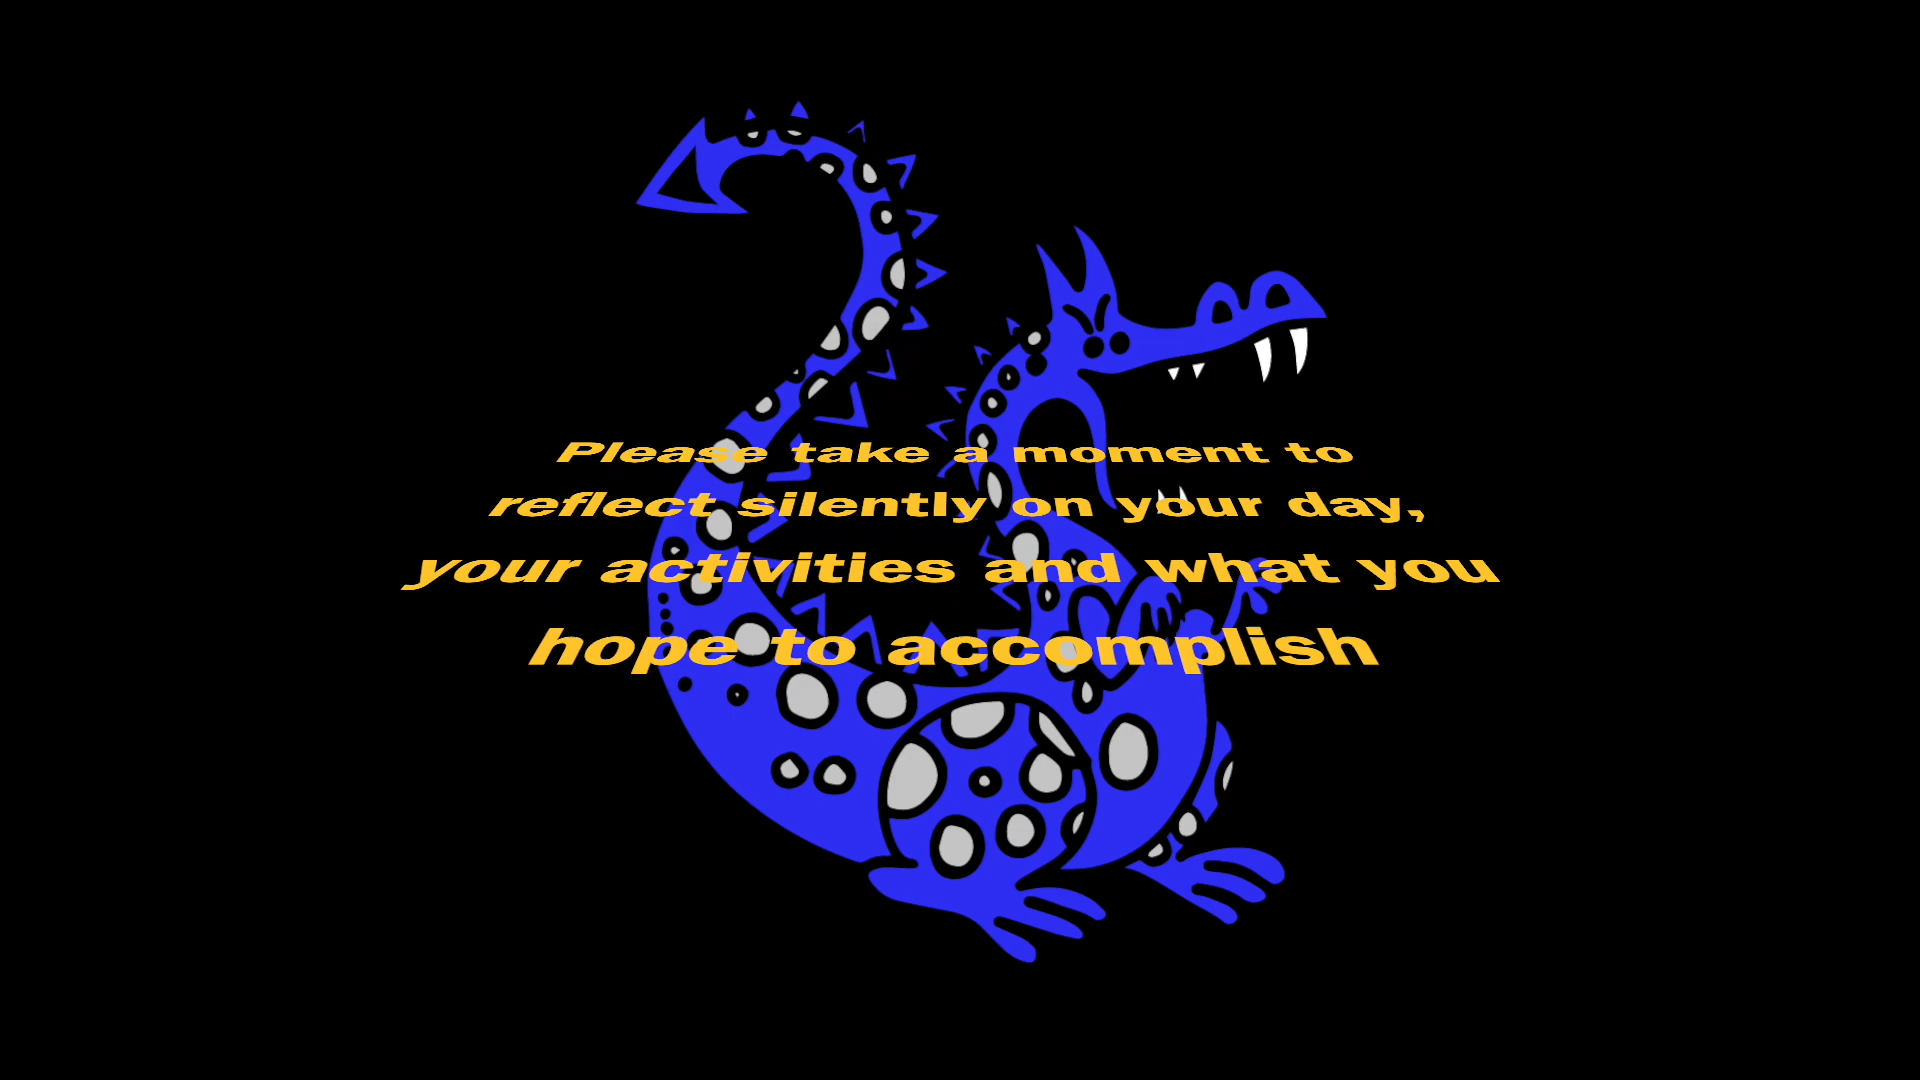 Please take a moment to
reflect silently on your day,
your activities and what you
hope to accomplish